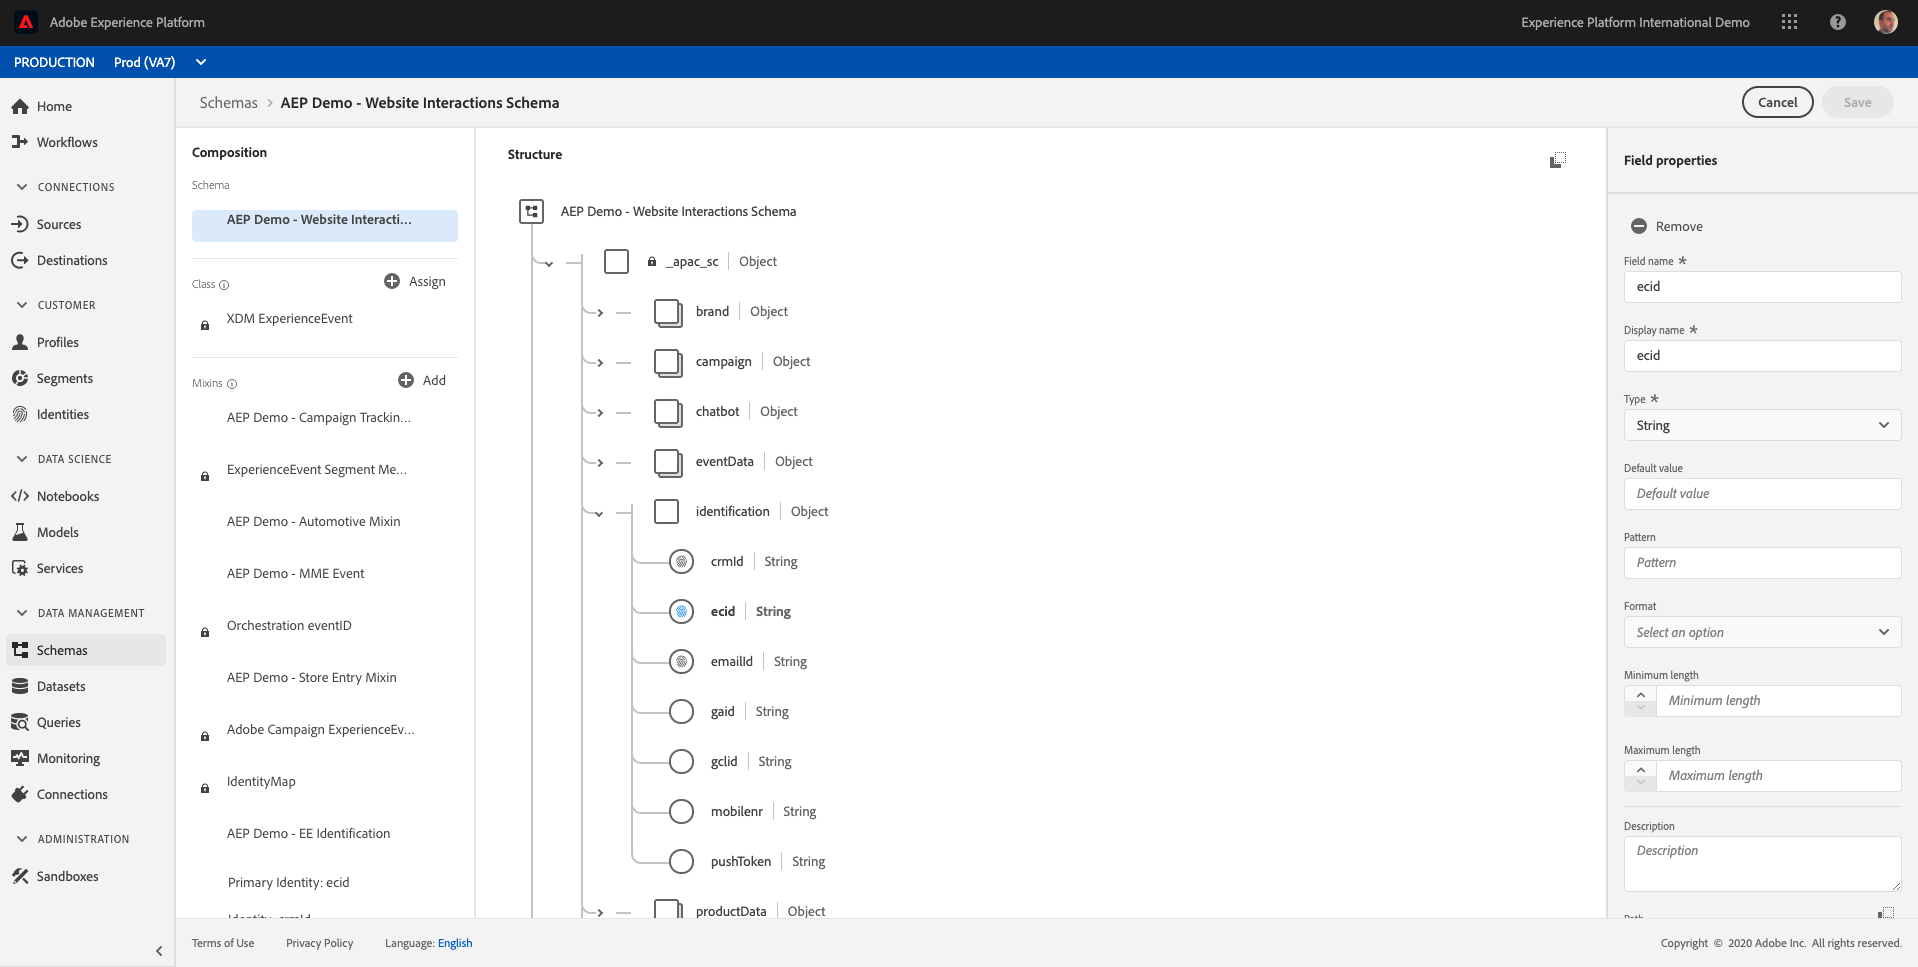 Adobe Experience Platform
Experience Platform International Demo
PRODUCTION Prod (VA7)
Home
Workflows
CONNECTIONS
Sources
Destinations
CUSTOMER
Profiles
Segments
Identities
DATA SCIENCE
Notebooks
Models
Services
DATA MANAGEMENT
Schemas
Datasets
Queries
Monitoring
Connections
ADMINISTRATION
Sandboxes
Schemas > AEP Demo - Website Interactions Schema
Cancel
Save
Composition
Schema
AEP Demo - Website Interacti...
Class
Assign
XDM ExperienceEvent
Mixins
Add
AEP Demo - Campaign Trackin...
ExperienceEvent Segment Me...
AEP Demo - Automotive Mixin
AEP Demo - MME Event
Orchestration eventID
AEP Demo - Store Entry Mixin
Adobe Campaign ExperienceEv...
IdentityMap
AEP Demo - EE Identification
Primary Identity: ecid
Identity: crmId
Structure
AEP Demo - Website Interactions Schema
_apac_sc | Object
brand | Object
campaign | Object
chatbot | Object
eventData | Object
identification | Object
crmId | String
ecid | String
emailId | String
gaid | String
gclid | String
mobilenr | String
pushToken | String
productData | Object
Field properties
Remove
Field name *
ecid
Display name *
ecid
Type *
String
Default value
Default value
Pattern
Pattern
Format
Select an option
Minimum length
Minimum length
Maximum length
Maximum length
Description
Description
Path
Terms of Use Privacy Policy Language: English
Copyright © 2020 Adobe Inc. All rights reserved.